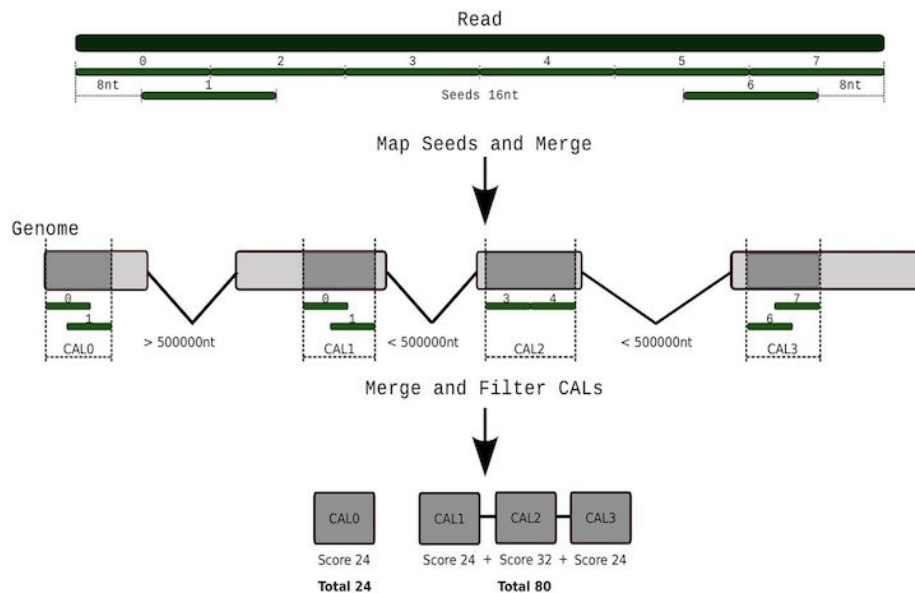 Read
0 2 3 4 5 7
8nt 1 Seeds 16nt 6 8nt
Map Seeds and Merge
Genome
0 0 3 4 7
1 1 6
> 500000nt < 500000nt < 500000nt
CAL0 CAL1 CAL2 CAL3
Merge and Filter CALs
CAL0 CAL1 CAL2 CAL3
Score 24 Score 24 + Score 32 + Score 24
Total 24 Total 80